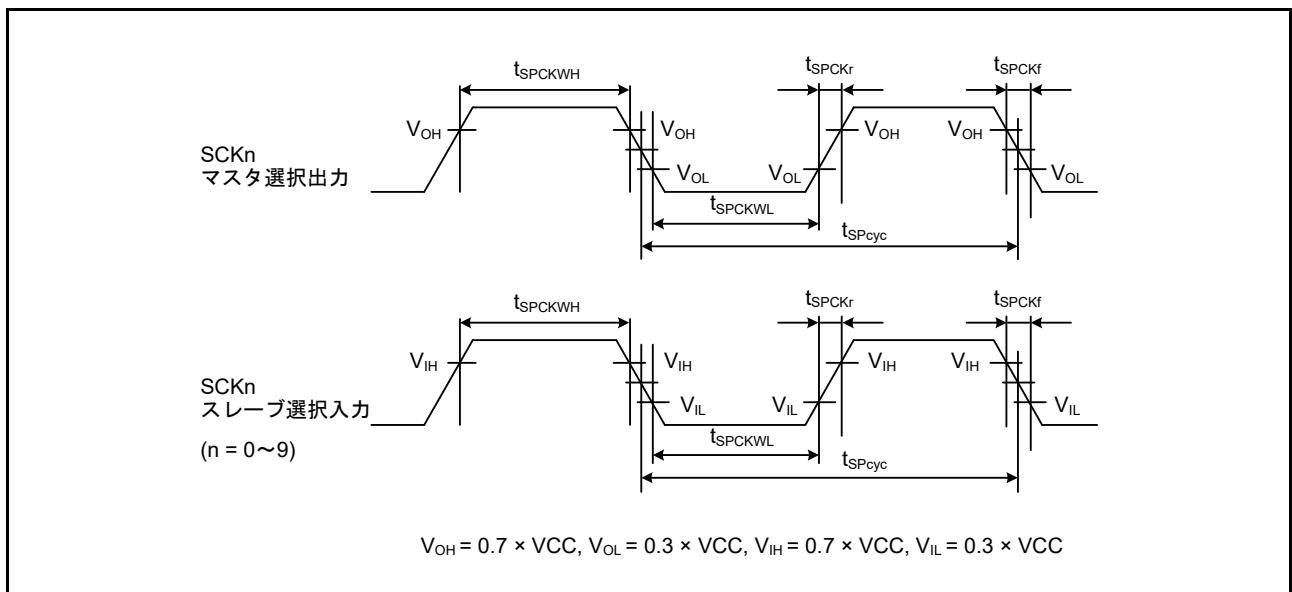 tSPCKWH
tSPCKr
tSPCKf
VOH
VOH
VOH
VOH
SCKn
マスタ選択出力
VOL
VOL
VOL
tSPCKWL
tSPcyc
tSPCKWH
tSPCKr
tSPCKf
VIH
VIH
VIH
VIH
SCKn
スレーブ選択入力
(n = 0～9)
VIL
VIL
VIL
tSPCKWL
tSPcyc
VOH = 0.7 × VCC, VOL = 0.3 × VCC, VIH = 0.7 × VCC, VIL = 0.3 × VCC